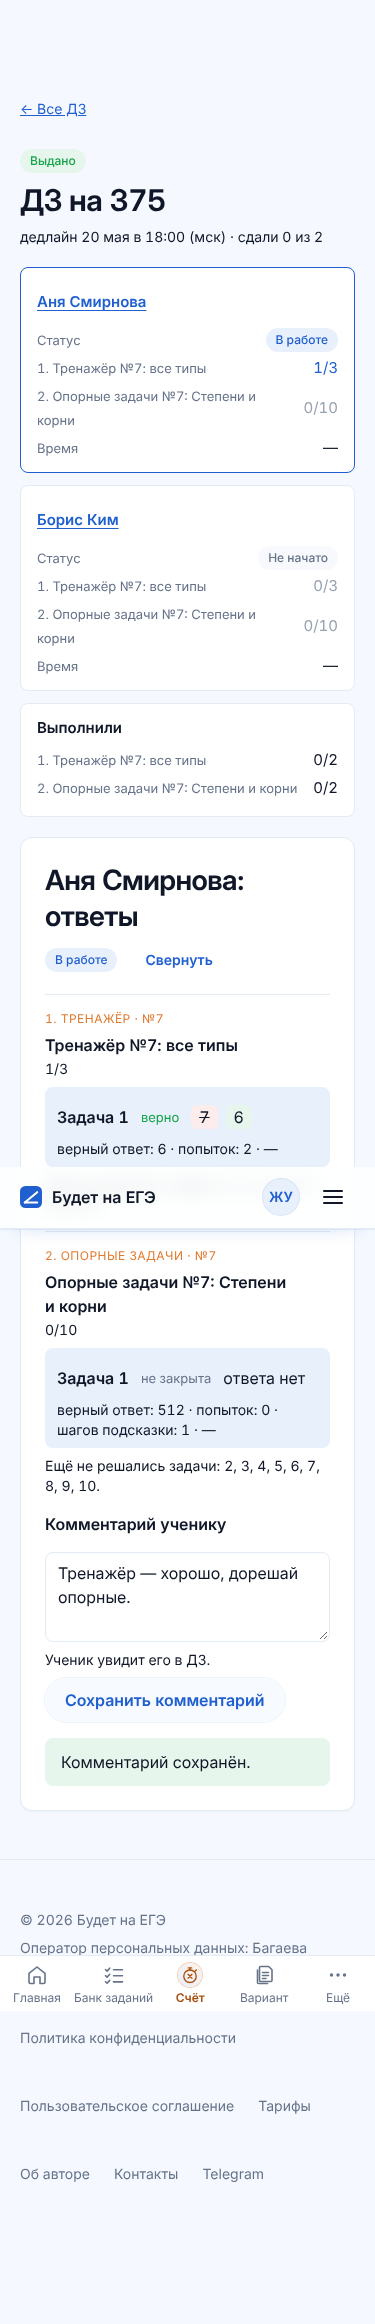 ← Все ДЗ
Выдано
ДЗ на 375
дедлайн 20 мая в 18:00 (мск) · сдали 0 из 2
Аня Смирнова
Статус В работе
1. Тренажёр №7: все типы 1/3
2. Опорные задачи №7: Степени и
корни 0/10
Время —
Борис Ким
Статус Не начато
1. Тренажёр №7: все типы 0/3
2. Опорные задачи №7: Степени и
корни 0/10
Время —
Выполнили
1. Тренажёр №7: все типы 0/2
2. Опорные задачи №7: Степени и корни 0/2
Аня Смирнова:
ответы
В работе Свернуть
1. ТРЕНАЖЁР · №7
Тренажёр №7: все типы
1/3
Задача 1 верно 7 6
верный ответ: 6 · попыток: 2 · —
Будет на ЕГЭ ЖУ
2. ОПОРНЫЕ ЗАДАЧИ · №7
Опорные задачи №7: Степени
и корни
0/10
Задача 1 не закрыта ответа нет
верный ответ: 512 · попыток: 0 ·
шагов подсказки: 1 · —
Ещё не решались задачи: 2, 3, 4, 5, 6, 7,
8, 9, 10.
Комментарий ученику
Тренажёр — хорошо, дорешай
опорные.
Ученик увидит его в ДЗ.
Сохранить комментарий
Комментарий сохранён.
© 2026 Будет на ЕГЭ
Оператор персональных данных: Багаева
Главная Банк заданий Счёт Вариант Ещё
Политика конфиденциальности
Пользовательское соглашение Тарифы
Об авторе Контакты Telegram